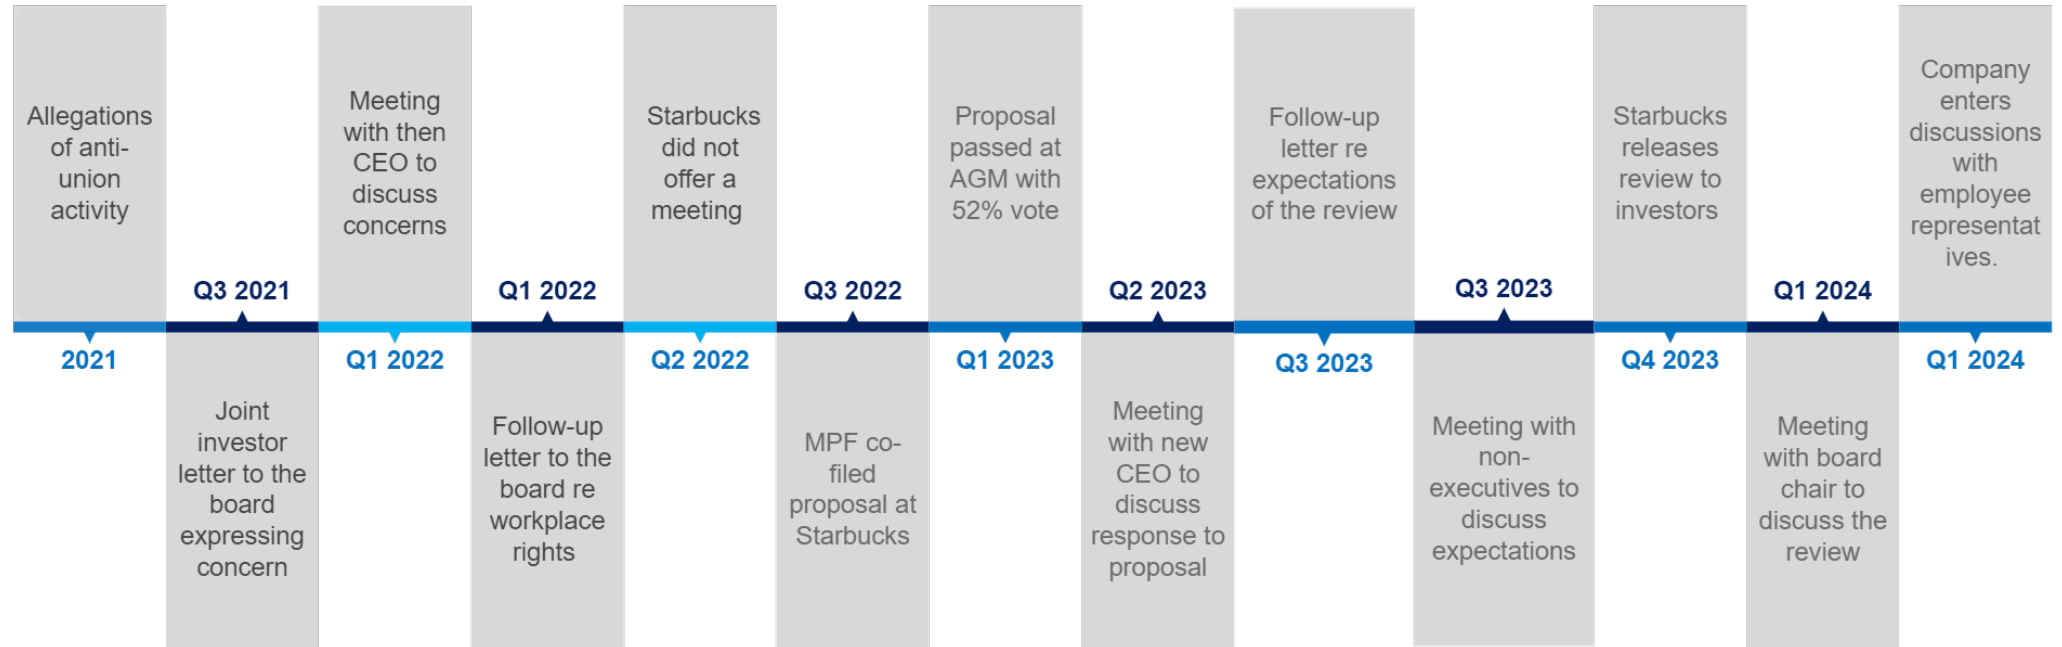 Allegations
of anti-
union
activity
2021
Q3 2021
Joint
investor
letter to the
board
expressing
concern
Meeting
with then
CEO to
discuss
concerns
Q1 2022
Q1 2022
Follow-up
letter to the
board re
workplace
rights
Starbucks
did not
offer a
meeting
Q2 2022
Q3 2022
MPF co-
filed
proposal at
Starbucks
Proposal
passed at
AGM with
52% vote
Q1 2023
Q2 2023
Meeting
with new
CEO to
discuss
response to
proposal
Follow-up
letter re
expectations
of the review
Q3 2023
Q3 2023
Meeting with
non-
executives to
discuss
expectations
Starbucks
releases
review to
investors
Q4 2023
Q1 2024
Meeting
with board
chair to
discuss the
review
Company
enters
discussions
with
employee
representat
ives.
Q1 2024